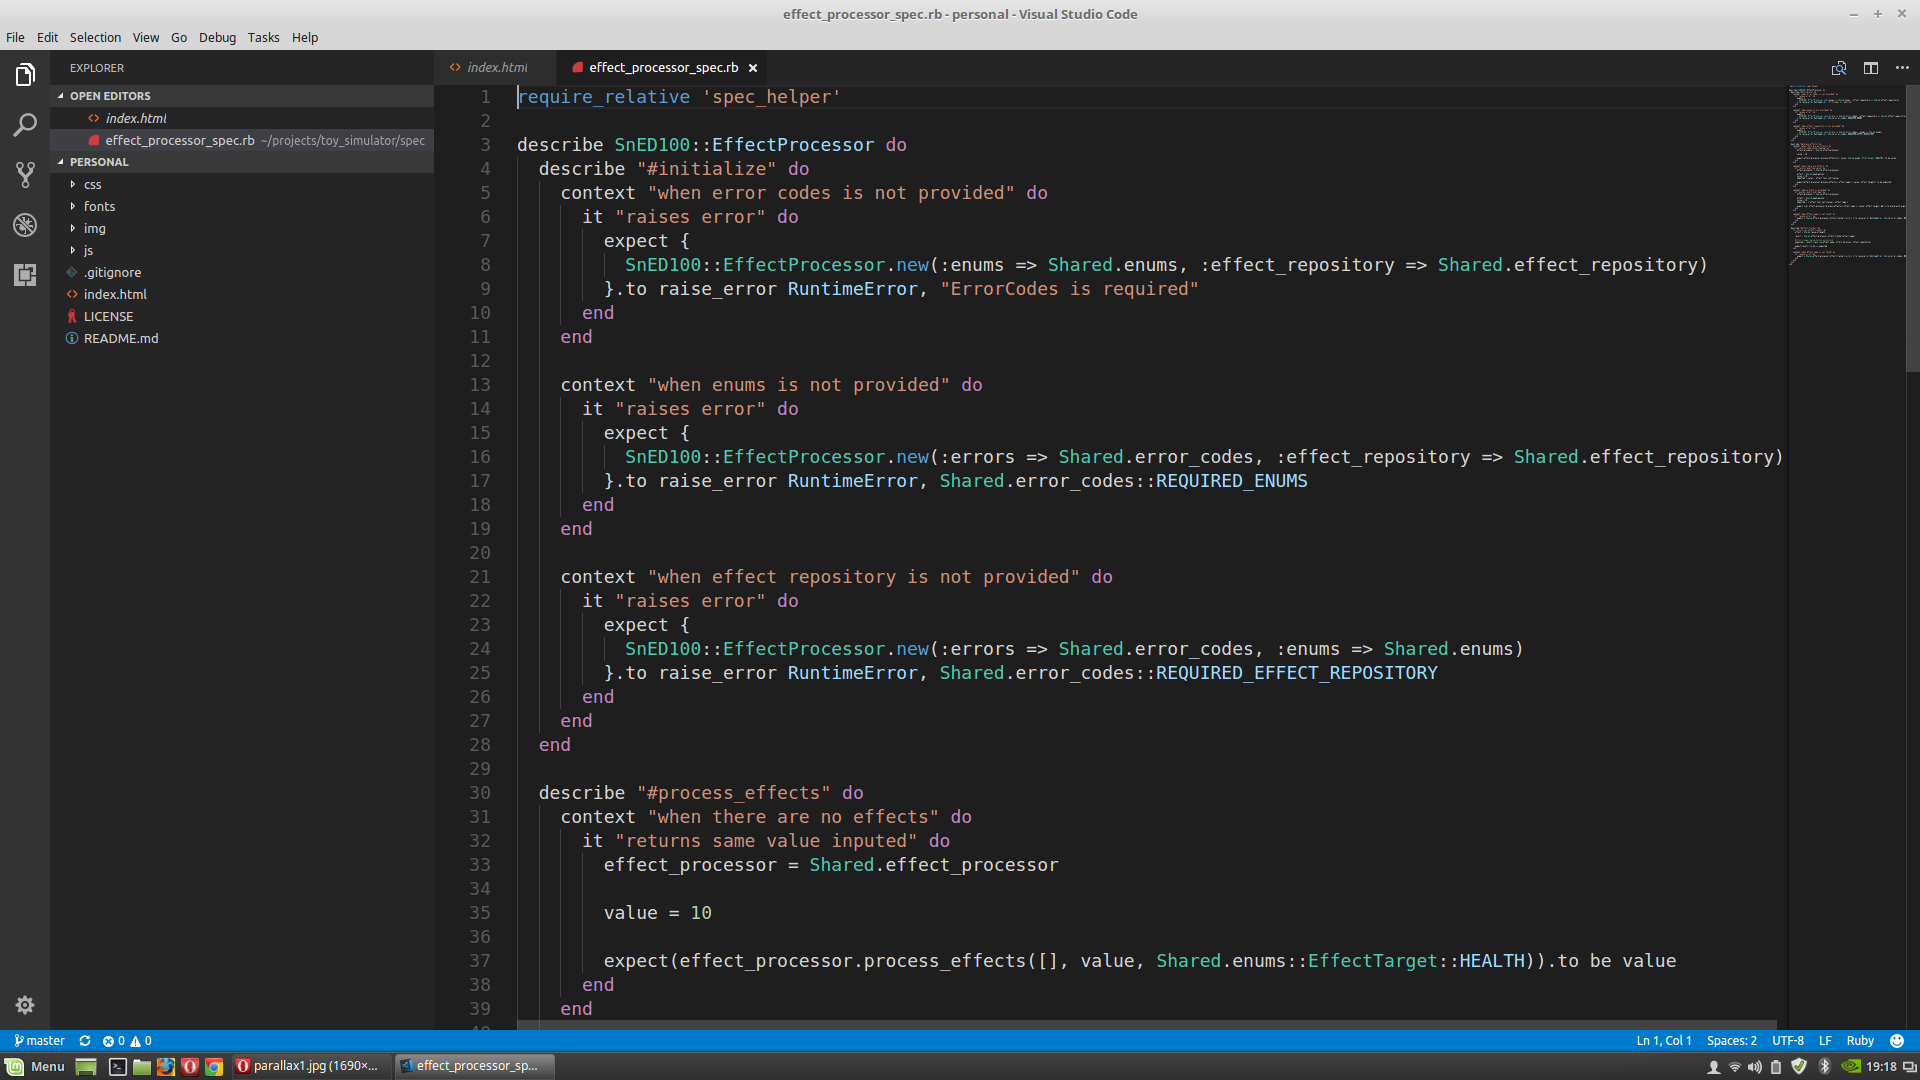 effect_processor_spec.rb - personal - Visual Studio Code
File Edit Selection View Go Debug Tasks Help
EXPLORER
OPEN EDITORS
index.html
effect_processor_spec.rb ~/projects/toy_simulator/spec
PERSONAL
css
fonts
img
js
.gitignore
index.html
LICENSE
README.md
index.html effect_processor_spec.rb
1 require_relative 'spec_helper'
2
3 describe SnED100::EffectProcessor do
4 describe "#initialize" do
5 context "when error codes is not provided" do
6 it "raises error" do
7 expect {
8 SnED100::EffectProcessor.new(:enums => Shared.enums, :effect_repository => Shared.effect_repository)
9 }.to raise_error RuntimeError, "ErrorCodes is required"
10 end
11 end
12
13 context "when enums is not provided" do
14 it "raises error" do
15 expect {
16 SnED100::EffectProcessor.new(:errors => Shared.error_codes, :effect_repository => Shared.effect_repository)
17 }.to raise_error RuntimeError, Shared.error_codes::REQUIRED_ENUMS
18 end
19 end
20
21 context "when effect repository is not provided" do
22 it "raises error" do
23 expect {
24 SnED100::EffectProcessor.new(:errors => Shared.error_codes, :enums => Shared.enums)
25 }.to raise_error RuntimeError, Shared.error_codes::REQUIRED_EFFECT_REPOSITORY
26 end
27 end
28 end
29
30 describe "#process_effects" do
31 context "when there are no effects" do
32 it "returns same value inputed" do
33 effect_processor = Shared.effect_processor
34
35 value = 10
36
37 expect(effect_processor.process_effects([], value, Shared.enums::EffectTarget::HEALTH)).to be value
38 end
39 end
master 0 0 Ln 1, Col 1 Spaces: 2 UTF-8 LF Ruby
Menu parallax1.jpg (1690×... effect_processor_sp... 19:18